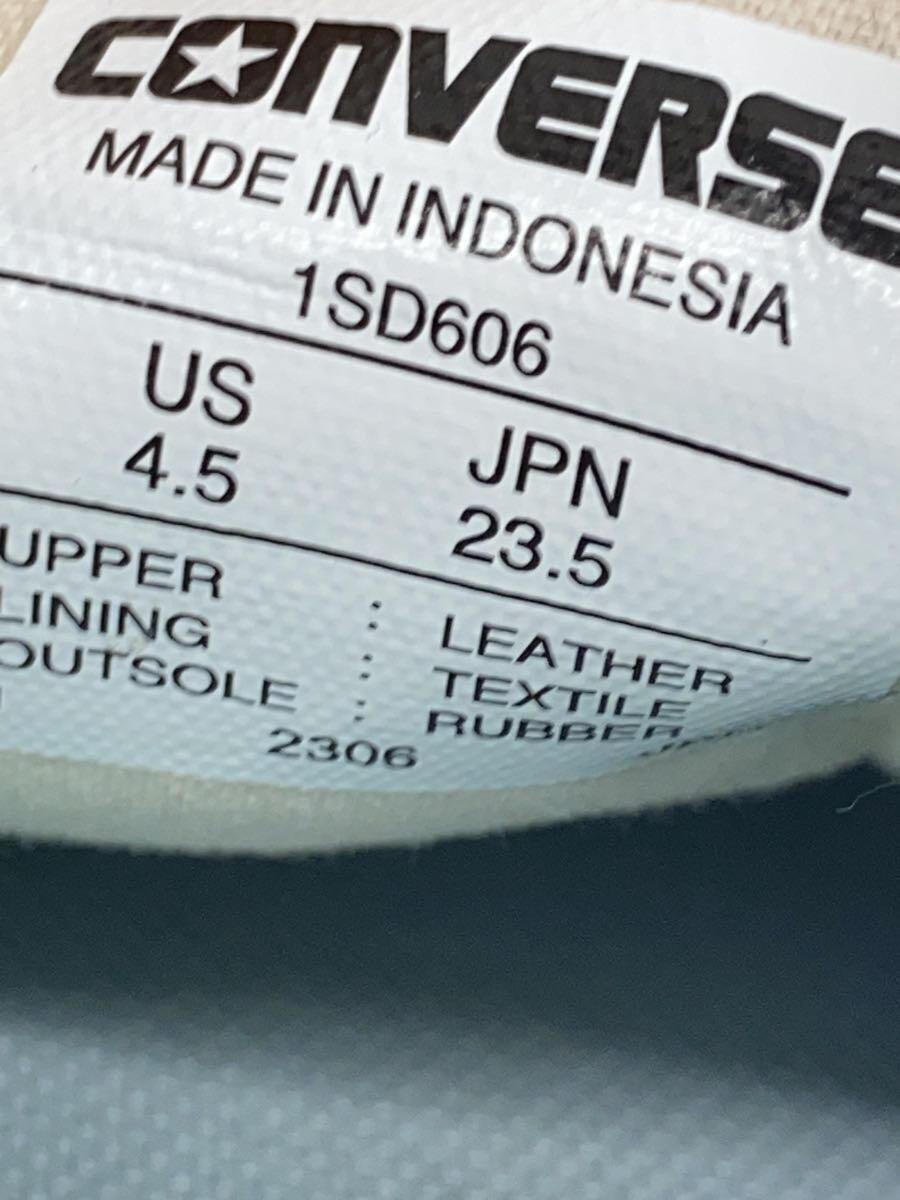 CONVERSE
MADE IN INDONESIA
1SD606
US JPN
4.5 23.5
UPPER : LEATHER
LINING : TEXTILE
OUTSOLE : RUBBER
2306